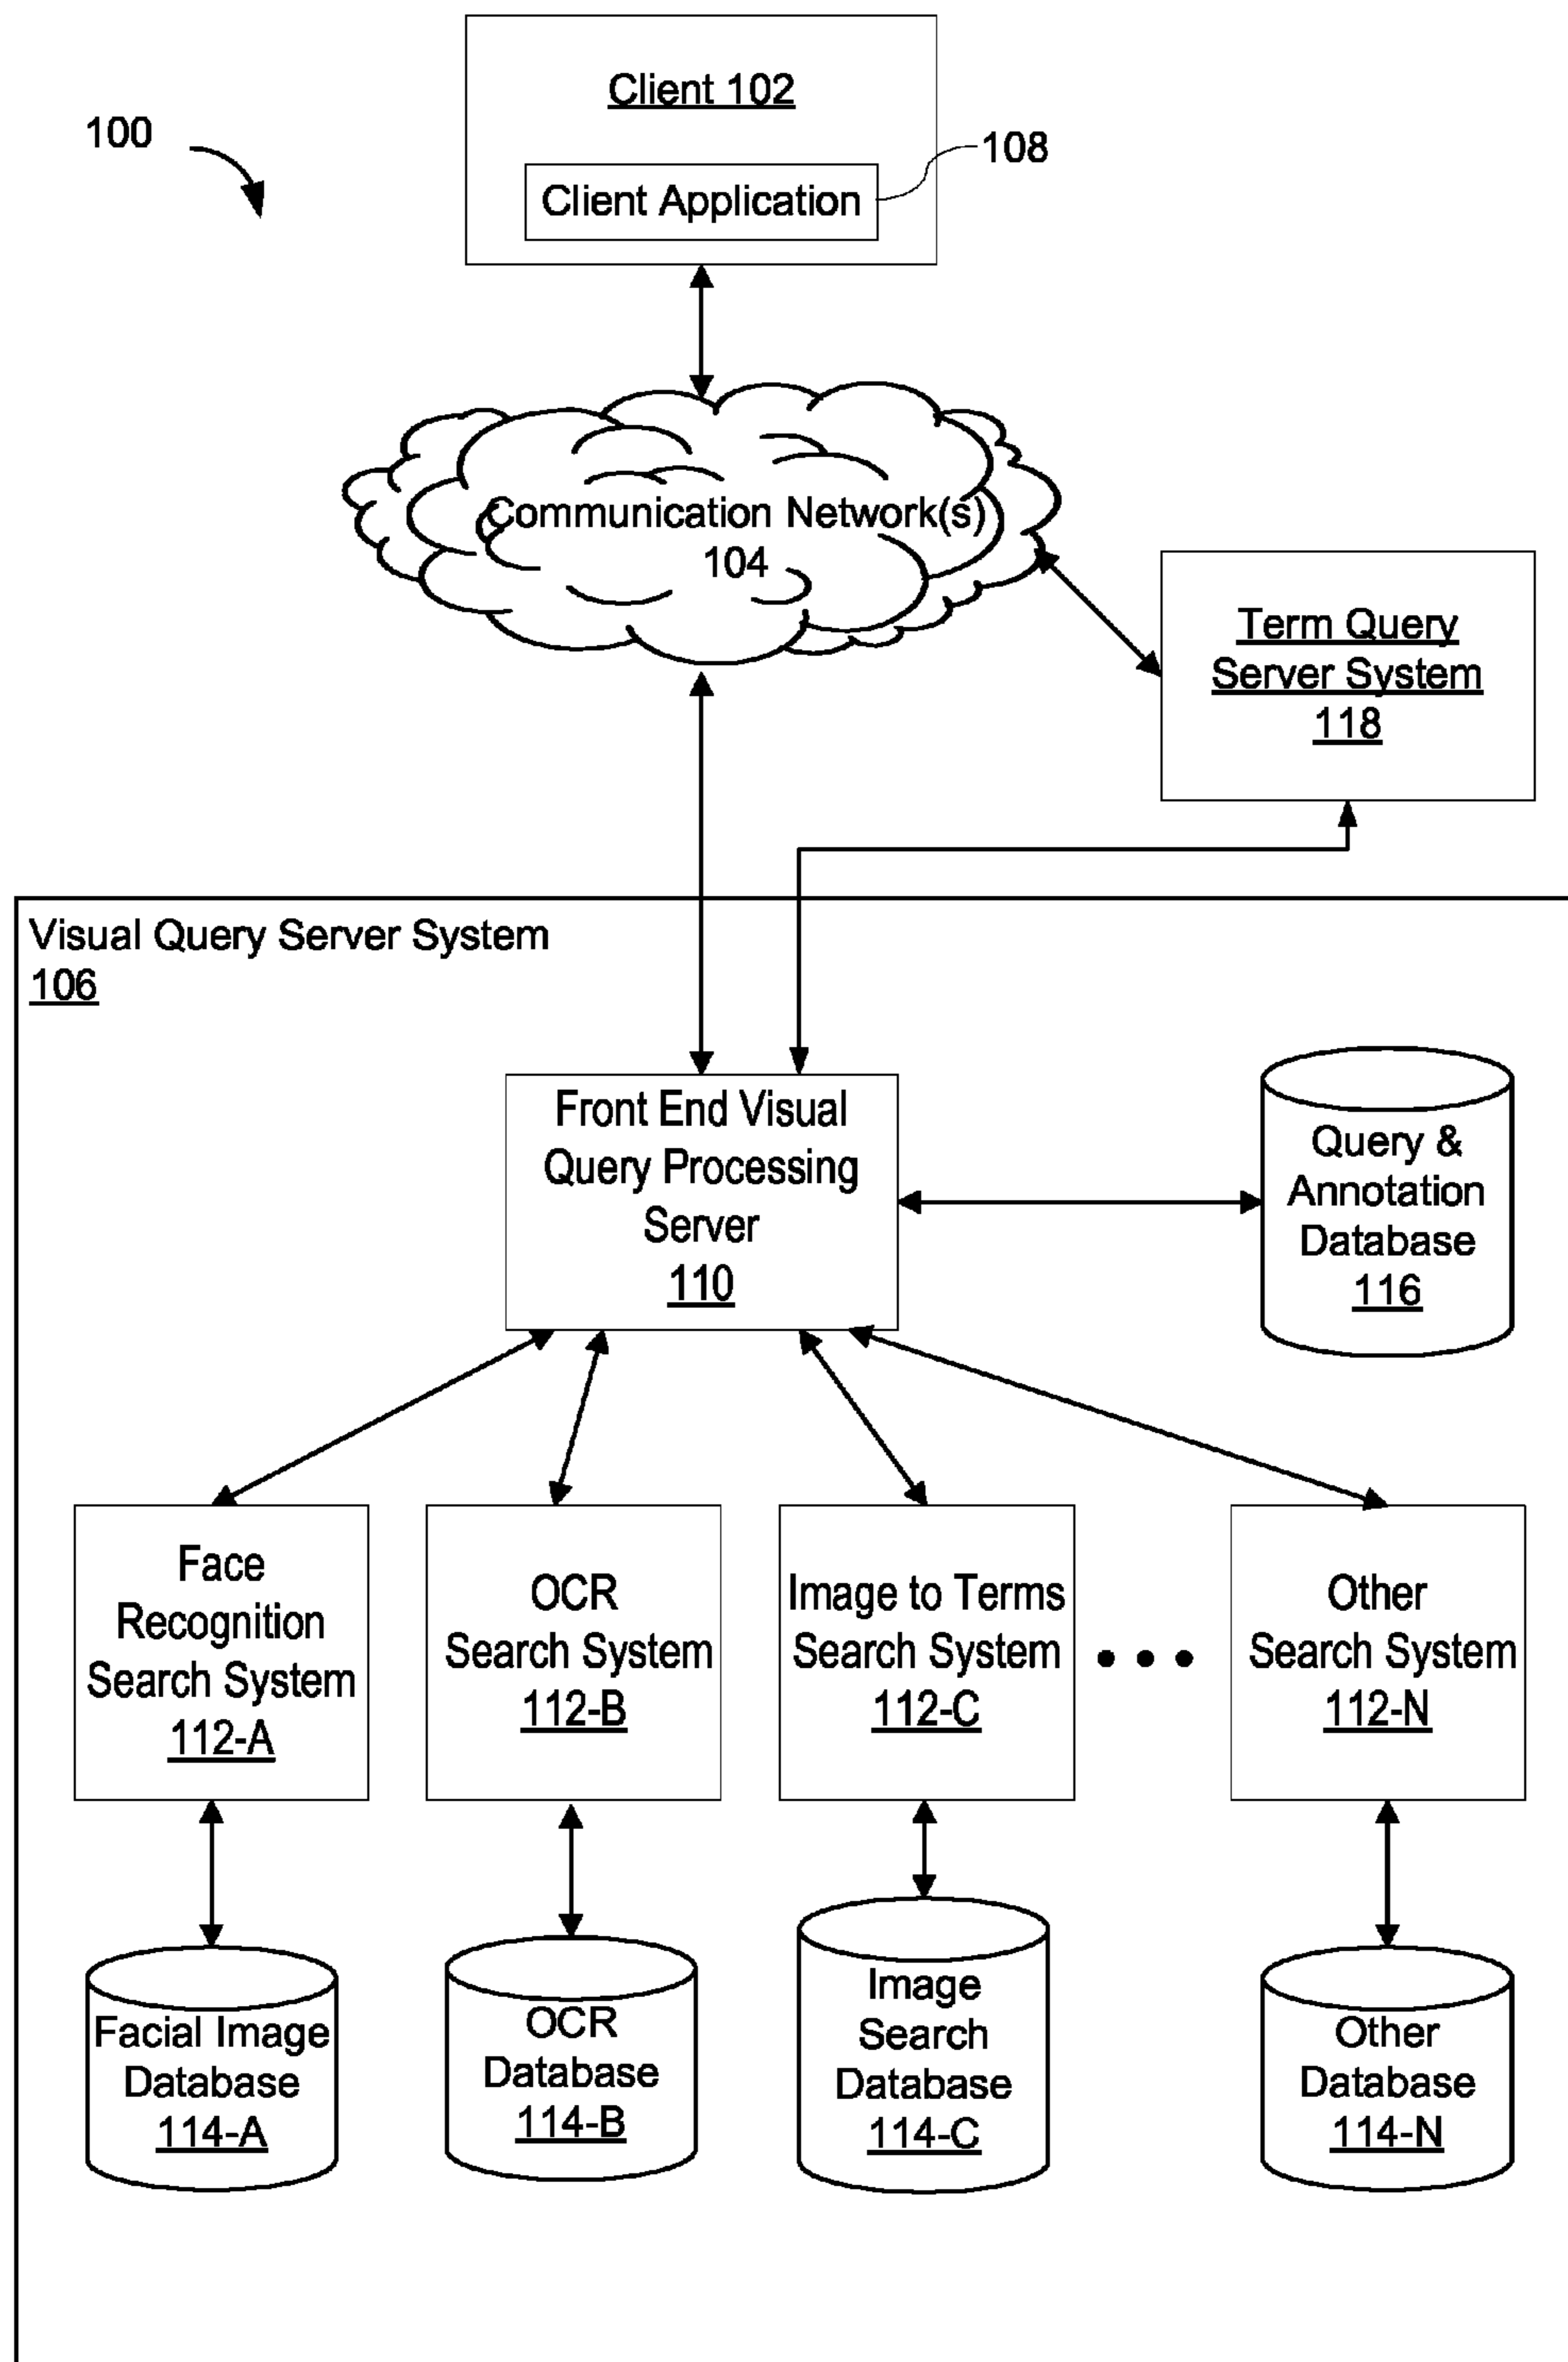 Client 102
100
108
Client Application
Communication Network(s)
104
Term Query
Server System
118
Visual Query Server System
106
Front End Visual
Query Processing
Server
110
Query &
Annotation
Database
116
Face
Recognition
Search System
112-A
OCR
Search System
112-B
Image to Terms
Search System
112-C
Other
Search System
112-N
Facial Image
Database
114-A
OCR
Database
114-B
Image
Search
Database
114-C
Other
Database
114-N